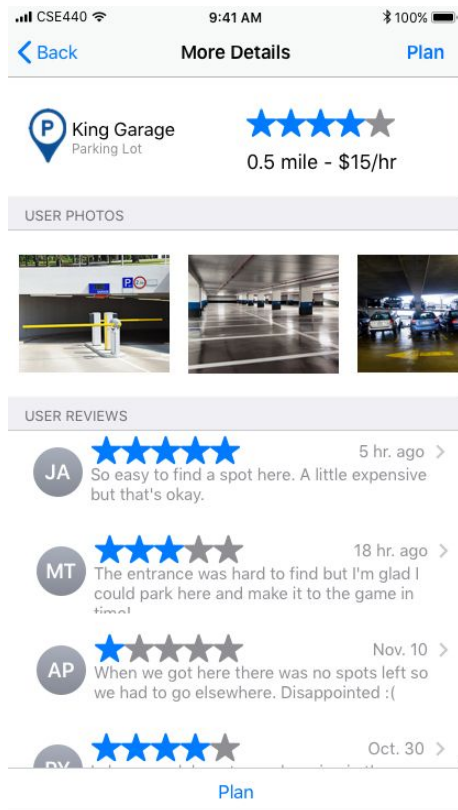 CSE440
9:41 AM
100%
Back
More Details
Plan
P
King Garage
Parking Lot
0.5 mile - $15/hr
USER PHOTOS
P
USER REVIEWS
JA
5 hr. ago
So easy to find a spot here. A little expensive
but that's okay.
MT
18 hr. ago
The entrance was hard to find but I'm glad I
could park here and make it to the game in
time!
AP
Nov. 10
When we got here there was no spots left so
we had to go elsewhere. Disappointed :(
Oct. 30
Plan